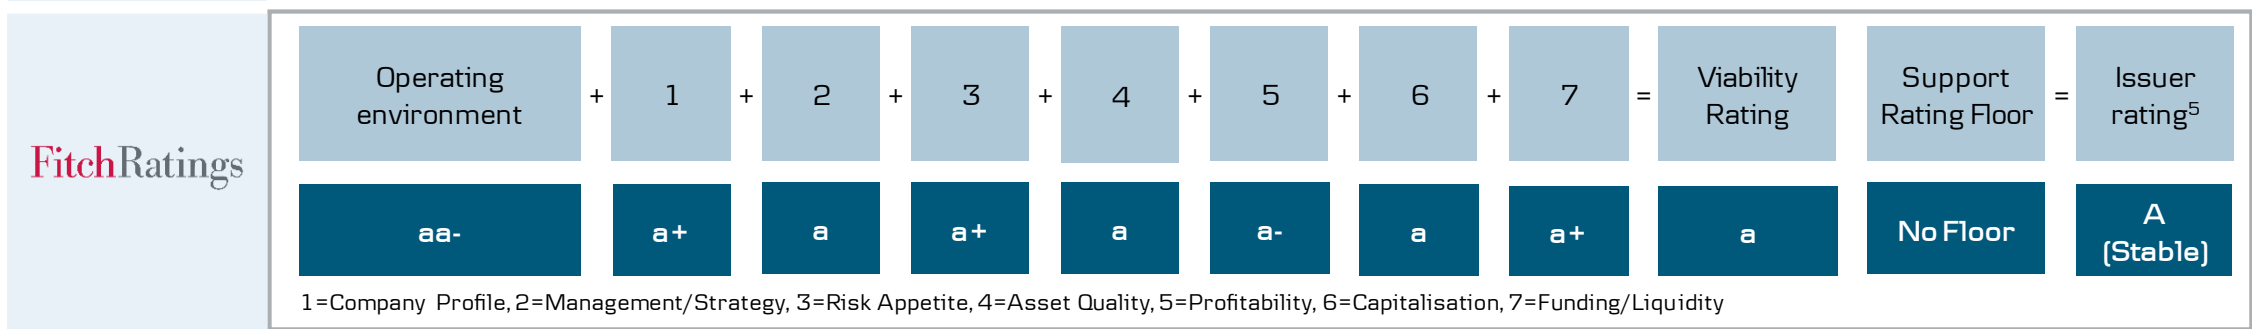 FitchRatings
Operating
environment
+
1
+
2
+
3
+
4
+
5
+
6
+
7
=
Viability
Rating
Support
Rating Floor
=
Issuer
rating5
aa-
a+
a
a+
a
a-
a
a+
a
No Floor
A
(Stable)
1=Company Profile, 2=Management/Strategy, 3=Risk Appetite, 4=Asset Quality, 5=Profitability, 6=Capitalisation, 7=Funding/Liquidity